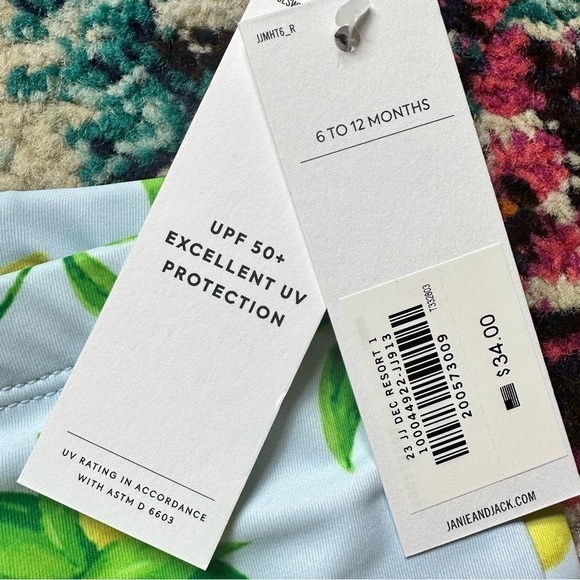 JJMHT6_R
6 TO 12 MONTHS
UPF 50+
EXCELLENT UV
PROTECTION
UV RATING IN ACCORDANCE
WITH ASTM D 6603
23 JJ DEC RESORT 1
100044922-JJ913
200573009
T332603
$34.00
JANIEANDJACK.COM